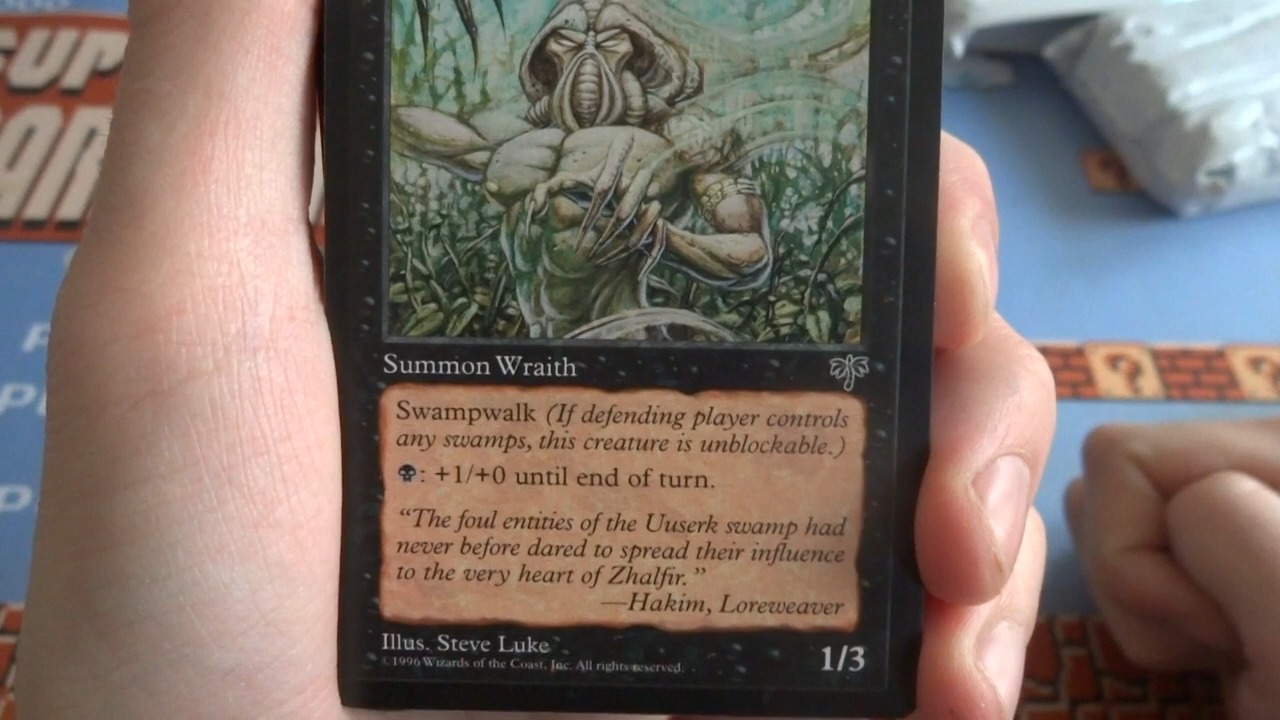 Summon Wraith
Swampwalk (If defending player controls
any swamps, this creature is unblockable.)
: +1/+0 until end of turn.
“The foul entities of the Uuserk swamp had
never before dared to spread their influence
to the very heart of Zhalfir.”
—Hakim, Loreweaver
Illus. Steve Luke
©1996 Wizards of the Coast, Inc. All rights reserved.
1/3